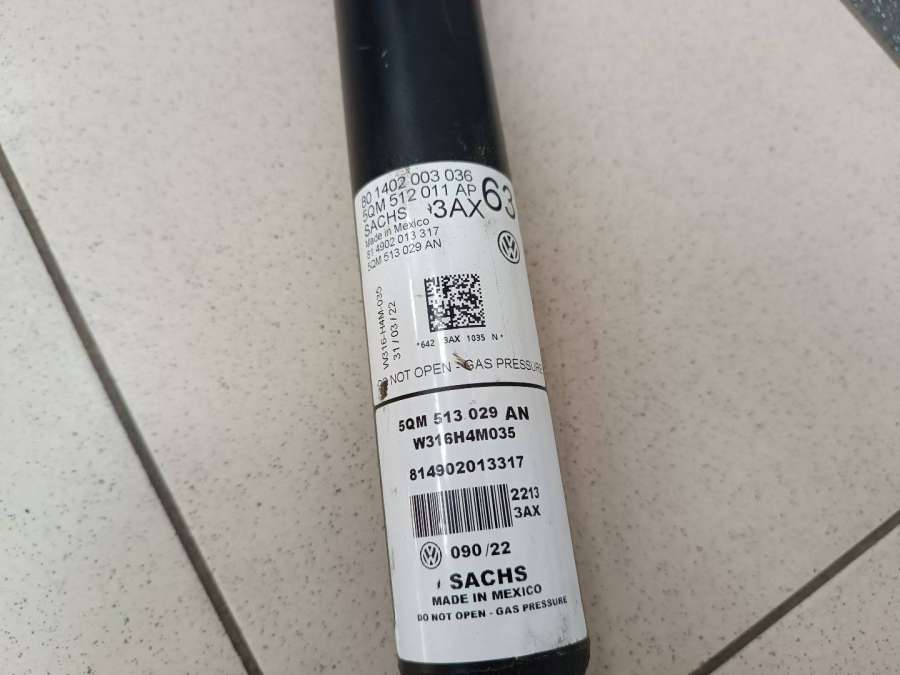 80 1402 003 036
5QM 512 011 AP
SACHS
3AX
63
Made in Mexico
81 4902 013 317
5QM 513 029 AN
W316-H4M-035
31/03/22
*642 3AX 1035 N*
NOT OPEN - GAS PRESSURE
5QM 513 029 AN
W316H4M035
814902013317
2213
3AX
090/22
SACHS
MADE IN MEXICO
DO NOT OPEN - GAS PRESSURE